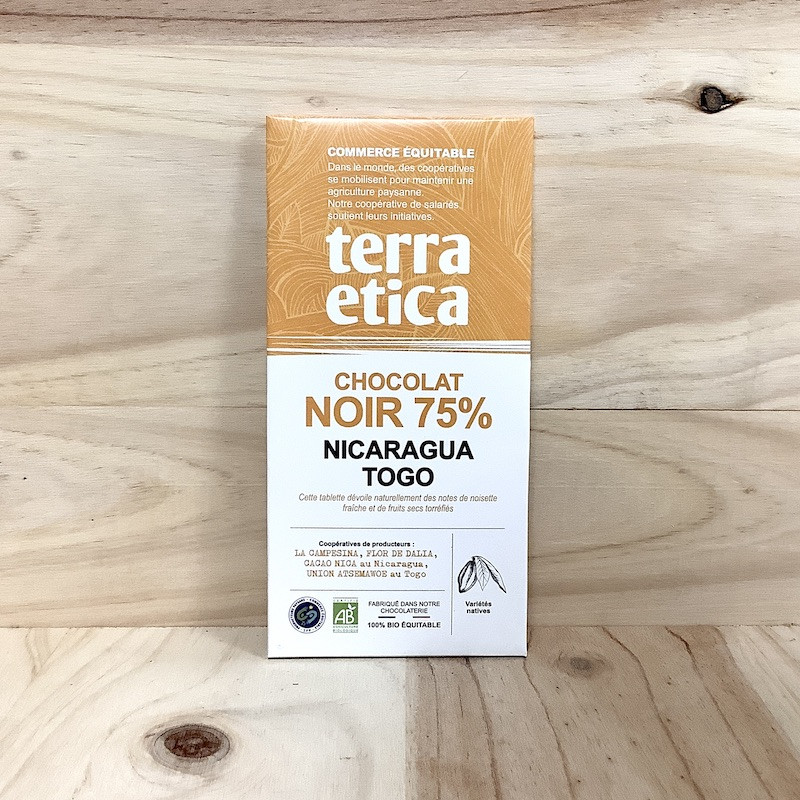 COMMERCE ÉQUITABLE
Dans le monde, des coopératives
se mobilisent pour maintenir une
agriculture paysanne.
Notre coopérative de salariés
soutient leurs initiatives.
terra
etica
CHOCOLAT
NOIR 75%
NICARAGUA
TOGO
Cette tablette dévoile naturellement des notes de noisette
fraîche et de fruits secs torréfiés
Coopératives de producteurs :
LA CAMPESINA, FLOR DE DALIA,
CACAO NICA au Nicaragua,
UNION ATSEMAWOE au Togo
Variétés
natives
AB
AGRICULTURE
BIOLOGIQUE
FABRIQUÉ DANS NOTRE
CHOCOLATERIE
100% BIO ÉQUITABLE